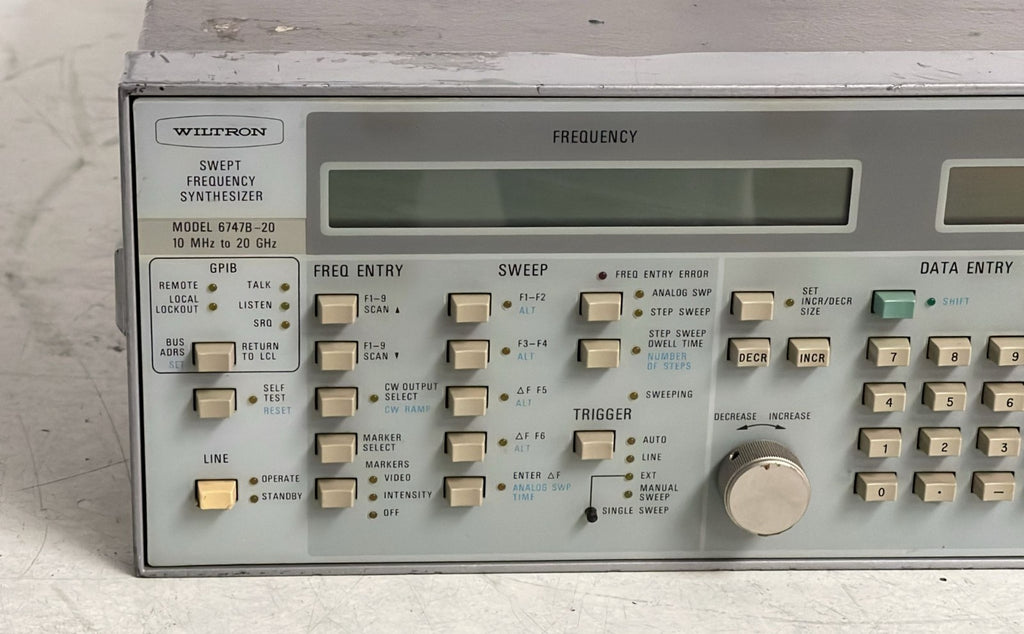 WILTRON
SWEPT
FREQUENCY
SYNTHESIZER
MODEL 6747B-20
10 MHz to 20 GHz
GPIB
REMOTE
TALK
LOCAL
LOCKOUT
LISTEN
SRQ
BUS
ADRS
SET
RETURN
TO LCL
SELF
TEST
RESET
LINE
OPERATE
STANDBY
FREQUENCY
FREQ ENTRY
F1-9
SCAN ▲
F1-9
SCAN ▼
CW OUTPUT
SELECT
CW RAMP
MARKER
SELECT
MARKERS
VIDEO
INTENSITY
OFF
SWEEP
F1-F2
ALT
F3-F4
ALT
△F F5
ALT
△F F6
ALT
ENTER △F
ANALOG SWP
TIME
FREQ ENTRY ERROR
ANALOG SWP
STEP SWEEP
STEP SWEEP
DWELL TIME
NUMBER
OF STEPS
SWEEPING
TRIGGER
AUTO
LINE
EXT
MANUAL
SWEEP
SINGLE SWEEP
DATA ENTRY
SET
INCR/DECR
SIZE
SHIFT
DECR
INCR
7
8
9
4
5
6
1
2
3
0
·
–
DECREASE INCREASE